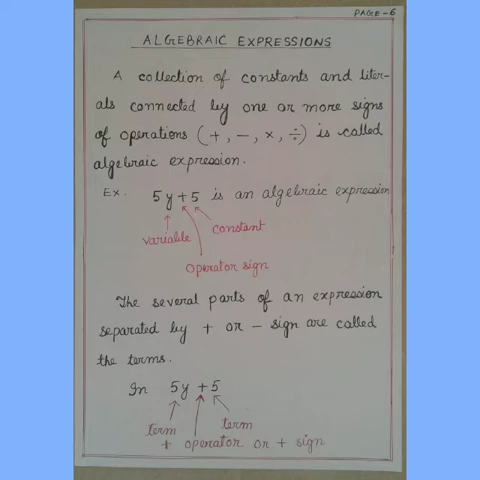 PAGE-6
ALGEBRAIC EXPRESSIONS
A collection of constants and liter-
als connected by one or more signs
of operations (+, -, ×, ÷) is called
algebraic expression.
Ex. 5y+5 is an algebraic expression
variable constant
operator sign
The several parts of an expression
separated by + or - sign are called
the terms.
In 5y+5
term term
+ operator or + sign